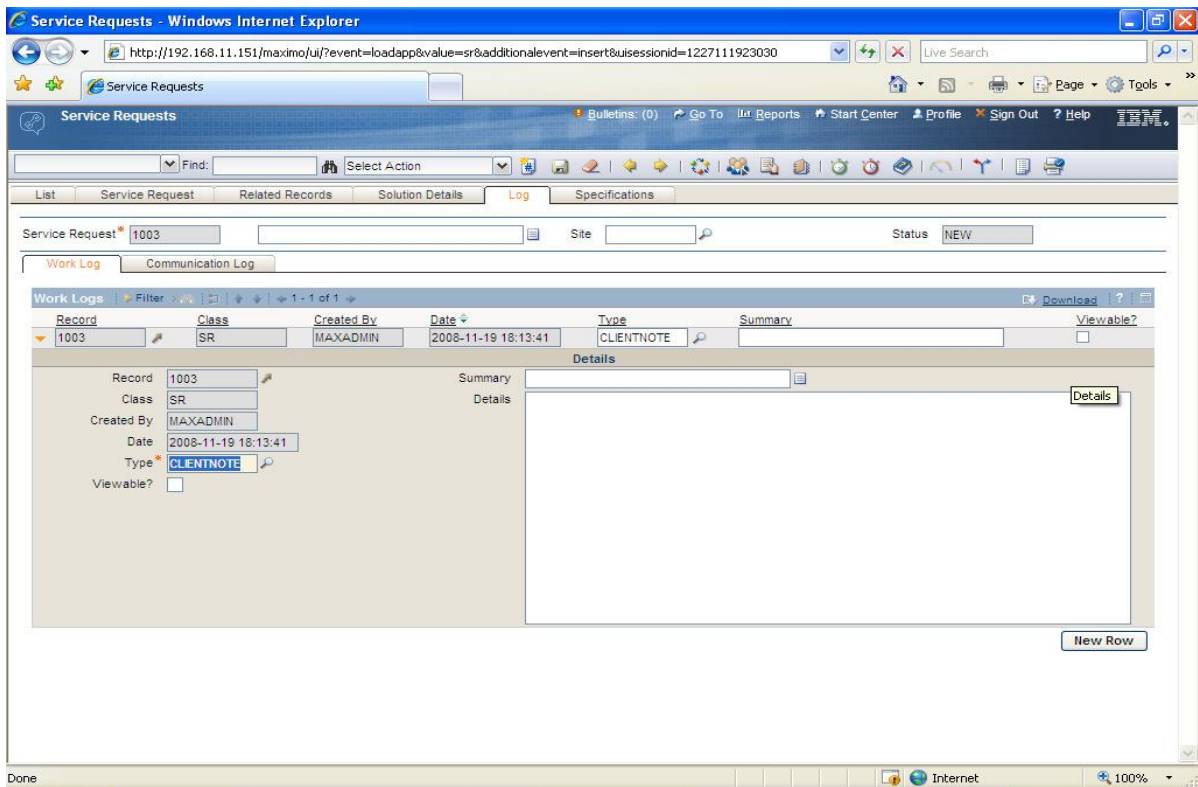 Service Requests - Windows Internet Explorer
http://192.168.11.151/maximo/ui/?event=loadapp&value=sr&additionalevent=insert&uisessionid=1227111923030 Live Search
Service Requests Page Tools »
Service Requests Bulletins: (0) Go To Reports Start Center Profile Sign Out ? Help IBM.
Find: Select Action
List Service Request Related Records Solution Details Log Specifications
Service Request* 1003 Site Status NEW
Work Log Communication Log
Work Logs Filter 1 - 1 of 1 Download ?
Record Class Created By Date Type Summary Viewable?
1003 SR MAXADMIN 2008-11-19 18:13:41 CLIENTNOTE
Details
Record 1003 Summary
Class SR Details Details
Created By MAXADMIN
Date 2008-11-19 18:13:41
Type* CLIENTNOTE
Viewable?
New Row
Done Internet 100%